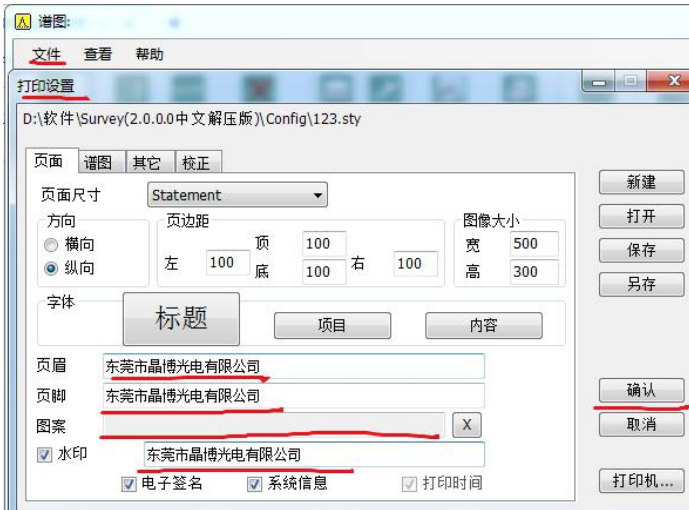 谱图:
文件 查看 帮助
打印设置
D:\软件\Survey(2.0.0.0中文解压版)\Config\123.sty
页面 谱图 其它 校正
新建
页面尺寸 Statement
打开
方向 页边距 图像大小
横向 顶 100 宽 500
保存
左 100 右 100
纵向 底 100 高 300
另存
字体
标题 项目 内容
页眉 东莞市晶博光电有限公司
页脚 东莞市晶博光电有限公司
确认
图案 X
取消
水印 东莞市晶博光电有限公司
电子签名 系统信息 打印时间
打印机...